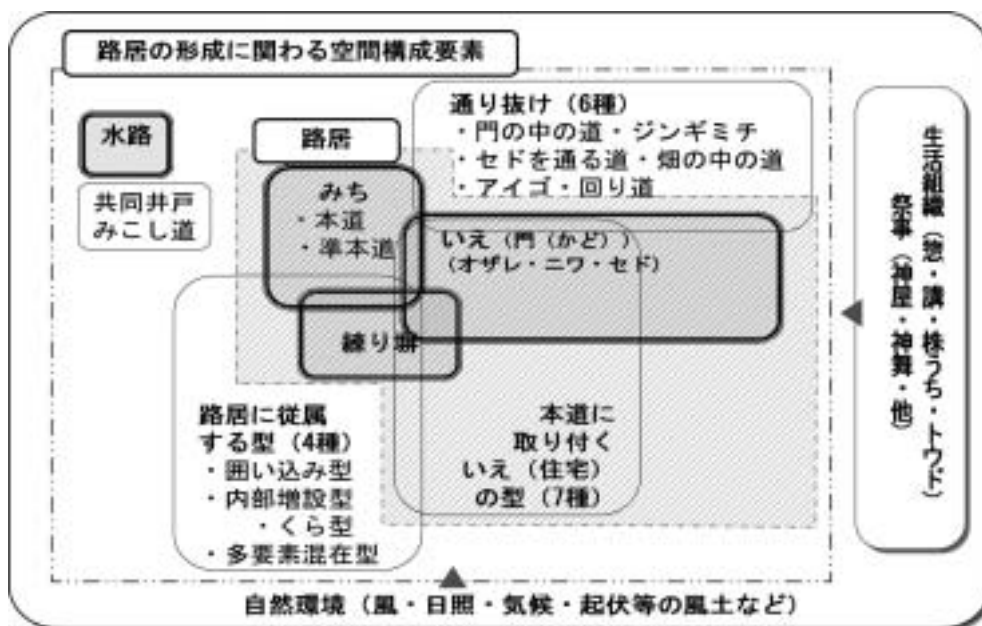 路居の形成に関わる空間構成要素
水路
共同井戸
みこし道
路居
みち
・本道
・準本道
通り抜け（6種）
・門の中の道・ジンギミチ
・セドを通る道・畑の中の道
・アイゴ・回り道
いえ（門（かど））
（オザレ・ニワ・セド）
練り塀
路居に従属
する型（4種）
・囲い込み型
・内部増設型
・くら型
・多要素混在型
本道に
取り付く
いえ（住宅）
の型（7種）
生活組織（惣・講・株うち・トウド）
祭事（神屋・神舞・他）
自然環境（風・日照・気候・起伏等の風土など）